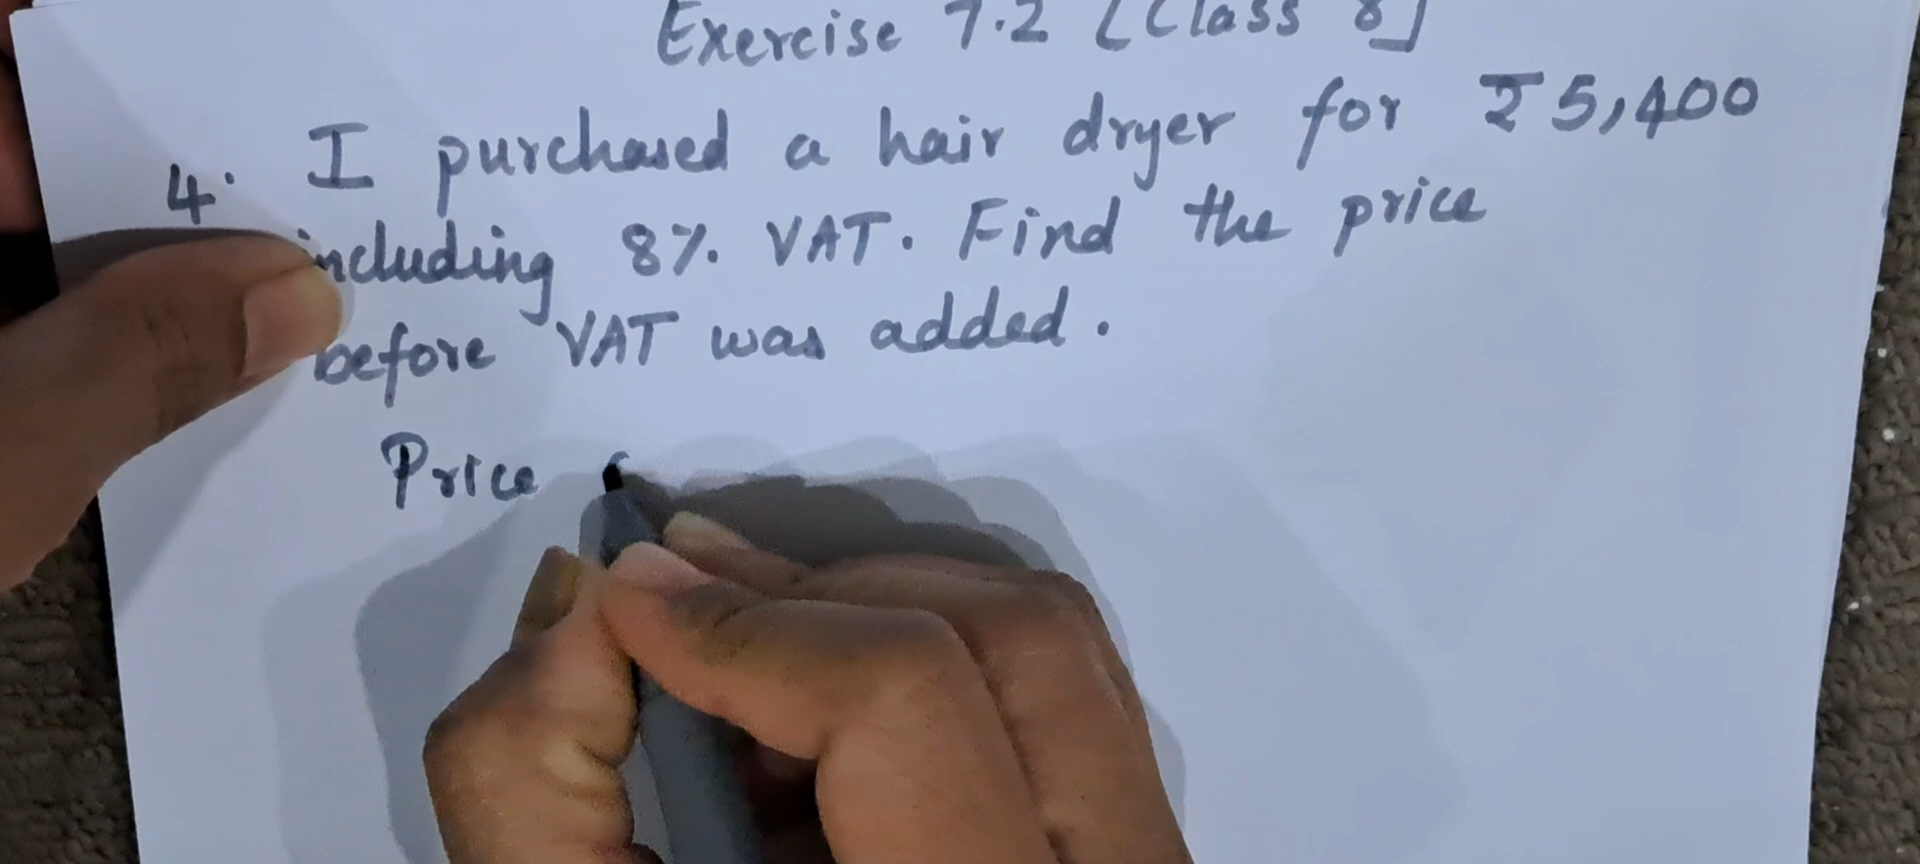 Exercise 7.2 [Class 8]
4. I purchased a hair dryer for ₹5,400
including 8% VAT. Find the price
before VAT was added.
Price